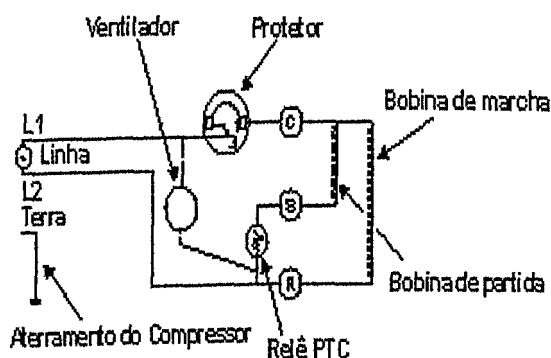 Ventilador
Protetor
Bobina de marcha
L1
Linha
C
L2
Terra
S
R
Bobina de partida
Aterramento do Compressor
Relê PTC